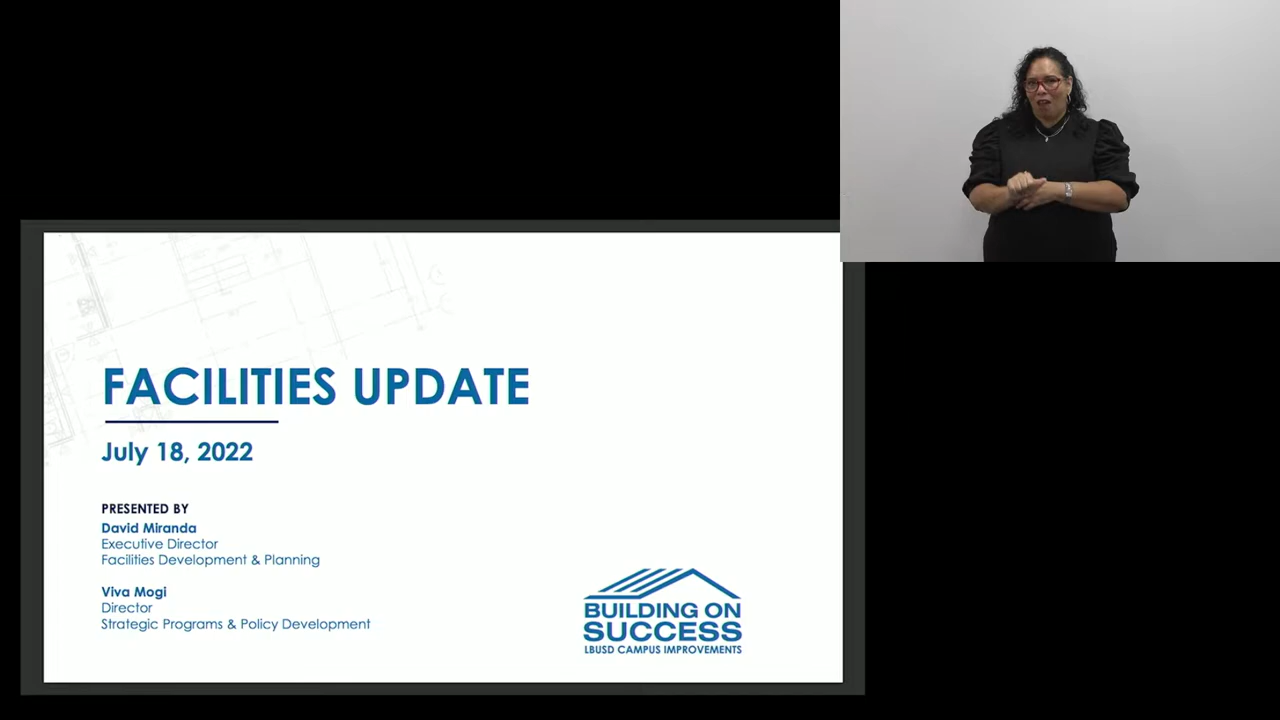 FACILITIES UPDATE
July 18, 2022
PRESENTED BY
David Miranda
Executive Director
Facilities Development & Planning
Viva Mogi
Director
Strategic Programs & Policy Development
BUILDING ON
SUCCESS
LBUSD CAMPUS IMPROVEMENTS